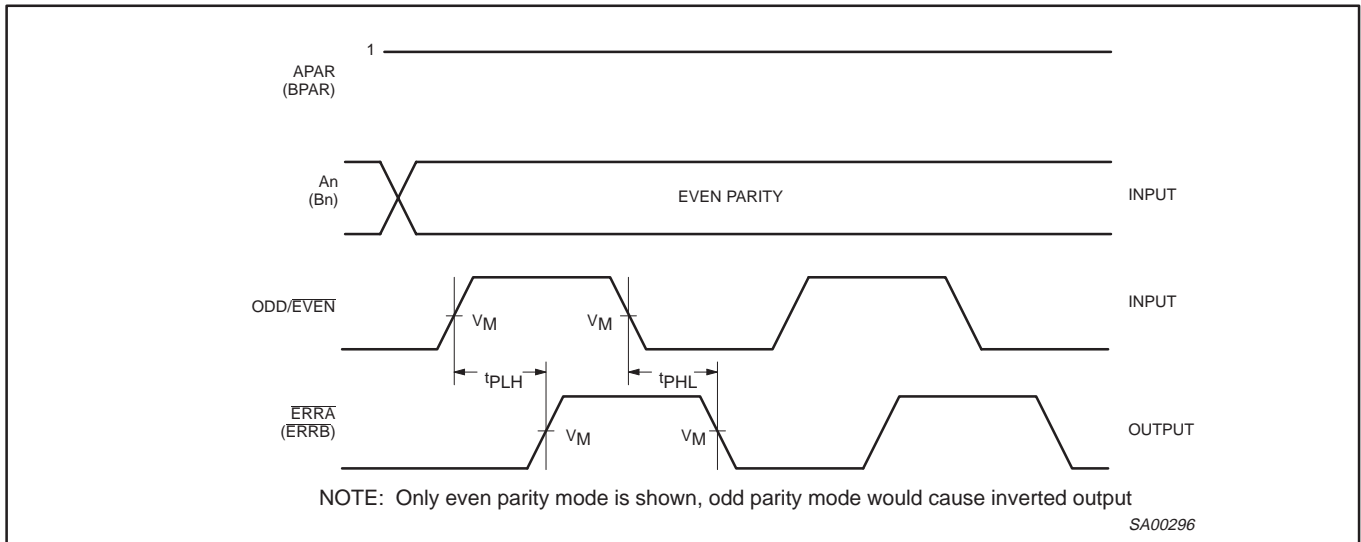 1
APAR
(BPAR)
An
(Bn)
EVEN PARITY
INPUT
ODD/EVEN
VM
VM
INPUT
tPLH
tPHL
ERRA
(ERRB)
VM
VM
OUTPUT
NOTE: Only even parity mode is shown, odd parity mode would cause inverted output
SA00296